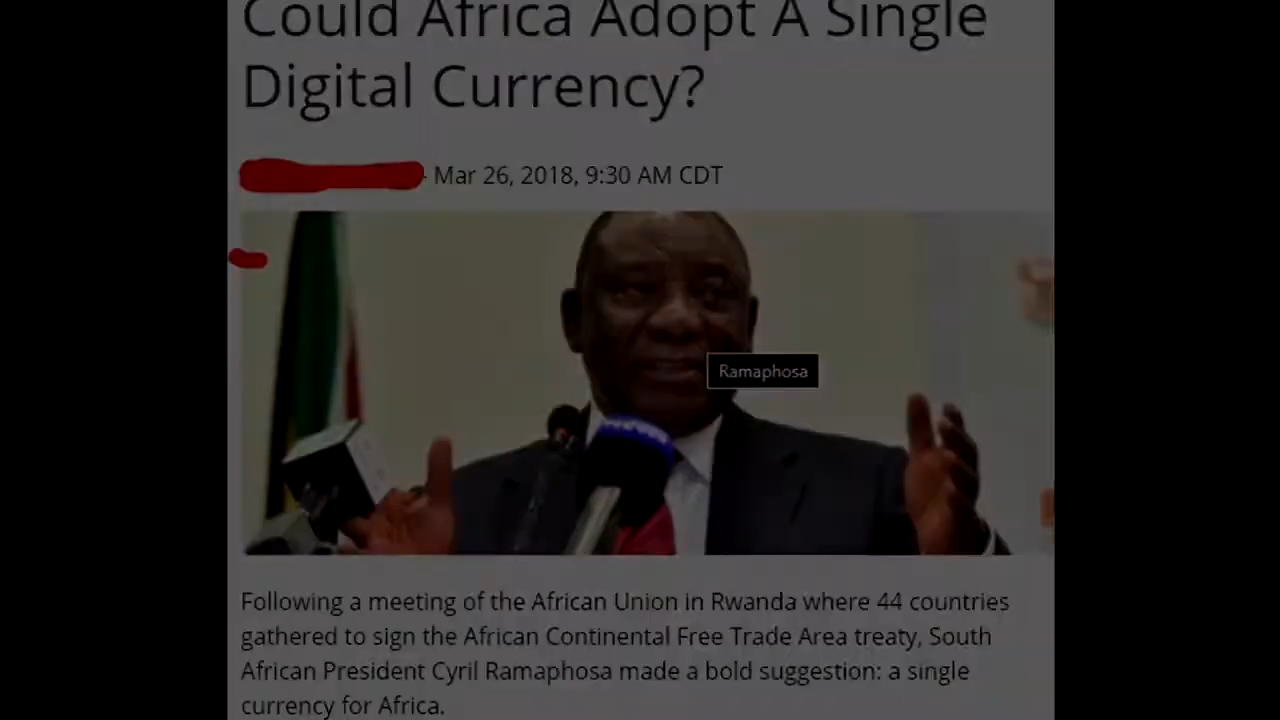 Could Africa Adopt A Single
Digital Currency?
- Mar 26, 2018, 9:30 AM CDT
Ramaphosa
Following a meeting of the African Union in Rwanda where 44 countries
gathered to sign the African Continental Free Trade Area treaty, South
African President Cyril Ramaphosa made a bold suggestion: a single
currency for Africa.